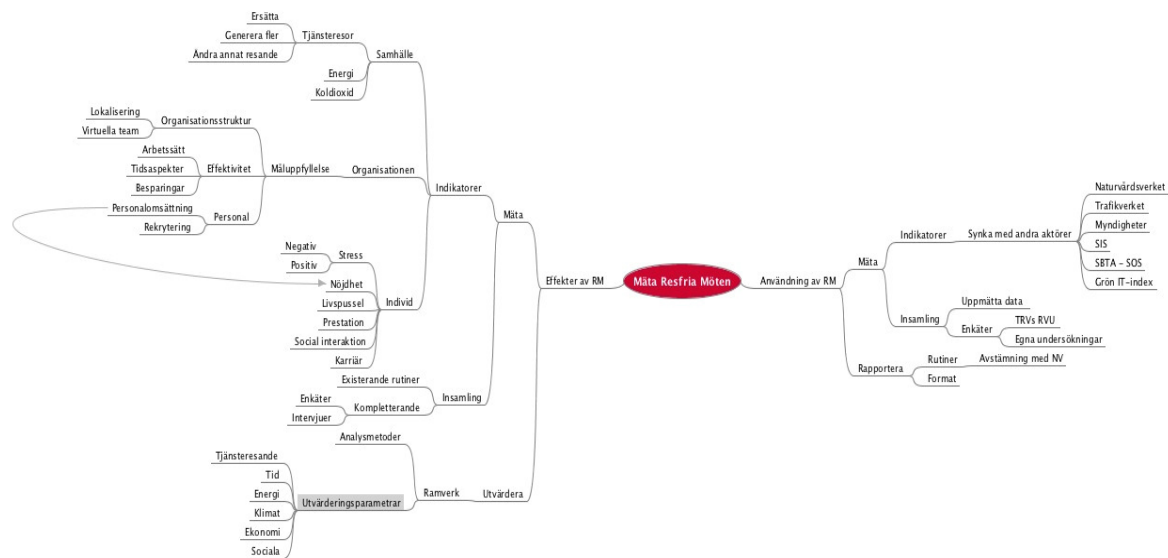 Ersätta
Generera fler
Ändra annat resande
Tjänsteresor
Energi
Koldioxid
Samhälle
Lokalisering
Virtuella team
Organisationsstruktur
Arbetssätt
Tidsaspekter
Besparingar
Effektivitet
Personalomsättning
Rekrytering
Personal
Måluppfyllelse
Organisationen
Negativ
Positiv
Stress
Nöjdhet
Livspussel
Prestation
Social interaktion
Karriär
Individ
Indikatorer
Existerande rutiner
Enkäter
Intervjuer
Kompletterande
Insamling
Mäta
Analysmetoder
Tjänsteresande
Tid
Energi
Klimat
Ekonomi
Sociala
Utvärderingsparametrar
Ramverk
Utvärdera
Effekter av RM
Mäta Resfria Möten
Användning av RM
Mäta
Indikatorer
Synka med andra aktörer
Naturvårdsverket
Trafikverket
Myndigheter
SIS
SBTA - SOS
Grön IT-index
Insamling
Uppmätta data
Enkäter
TRVs RVU
Egna undersökningar
Rapportera
Rutiner
Avstämning med NV
Format